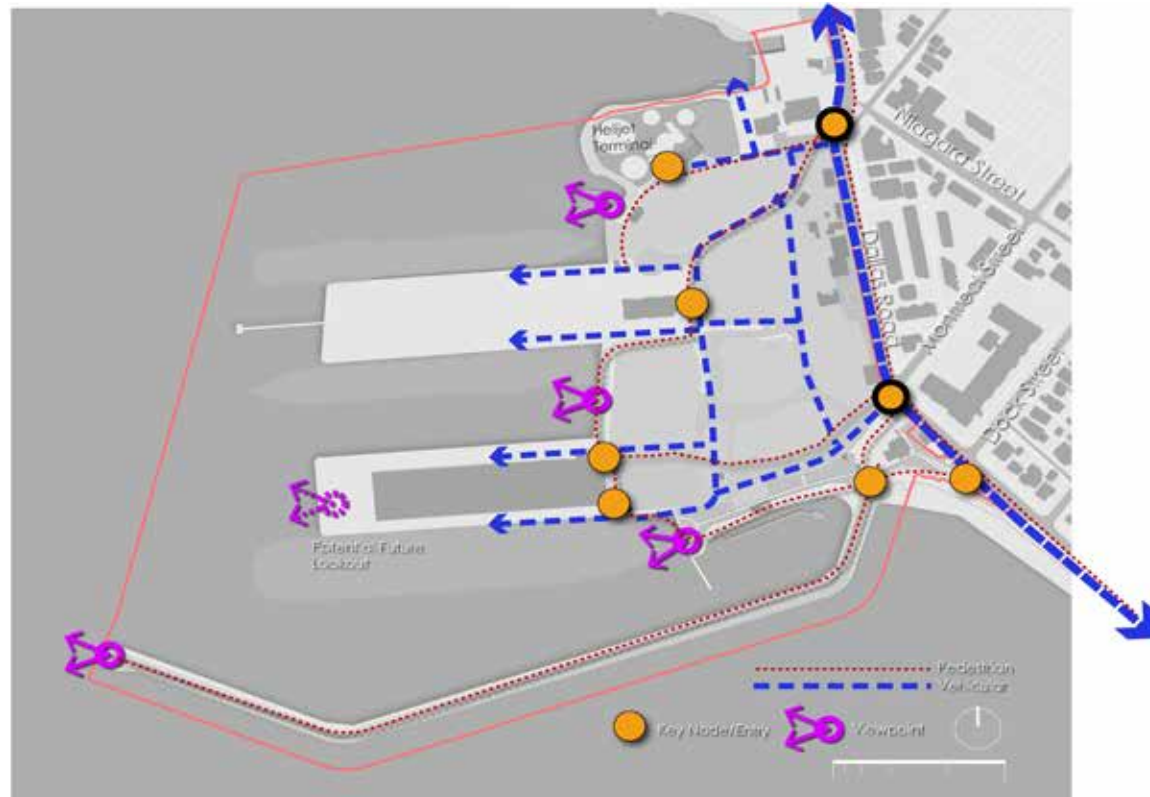 Helijet
Terminal
Niagara Street
Dallas Road
Montreal Street
Dock Street
Potential Future
Lookout
Pedestrian
Vehicular
Key Node/Entry
Viewpoint